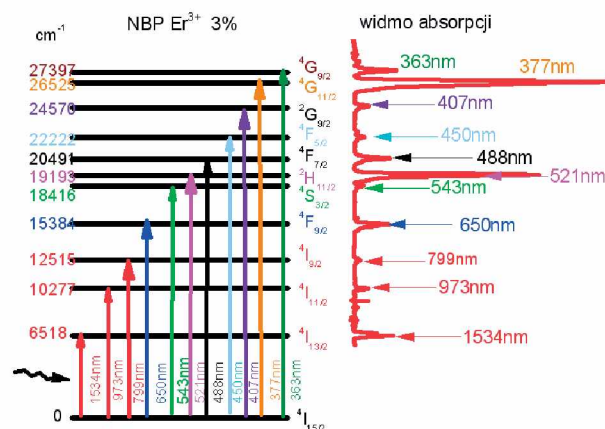 NBP Er³⁺ 3%
widmo absorpcji
cm⁻¹
27397 ⁴G₉/₂
26525 ⁴G₁₁/₂
24570 ²G₉/₂
22222 ⁴F₅/₂
20491 ⁴F₇/₂
19193 ²H₁₁/₂
18416 ⁴S₃/₂
15384 ⁴F₉/₂
12515 ⁴I₉/₂
10277 ⁴I₁₁/₂
6518 ⁴I₁₃/₂
0 ⁴I₁₅/₂
1534nm
973nm
799nm
650nm
543nm
521nm
488nm
450nm
407nm
377nm
363nm
363nm
377nm
407nm
450nm
488nm
521nm
543nm
650nm
799nm
973nm
1534nm